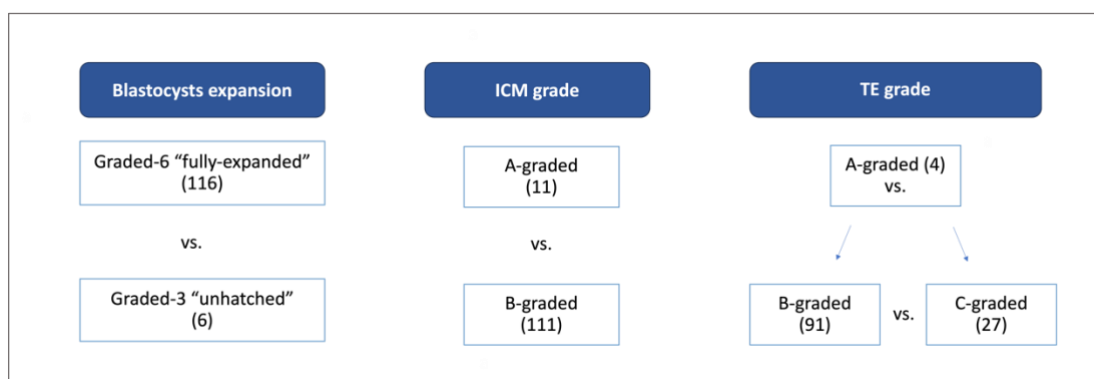 Blastocysts expansion
Graded-6 “fully-expanded”
(116)
vs.
Graded-3 “unhatched”
(6)
ICM grade
A-graded
(11)
vs.
B-graded
(111)
TE grade
A-graded (4)
vs.
B-graded
(91)
vs.
C-graded
(27)